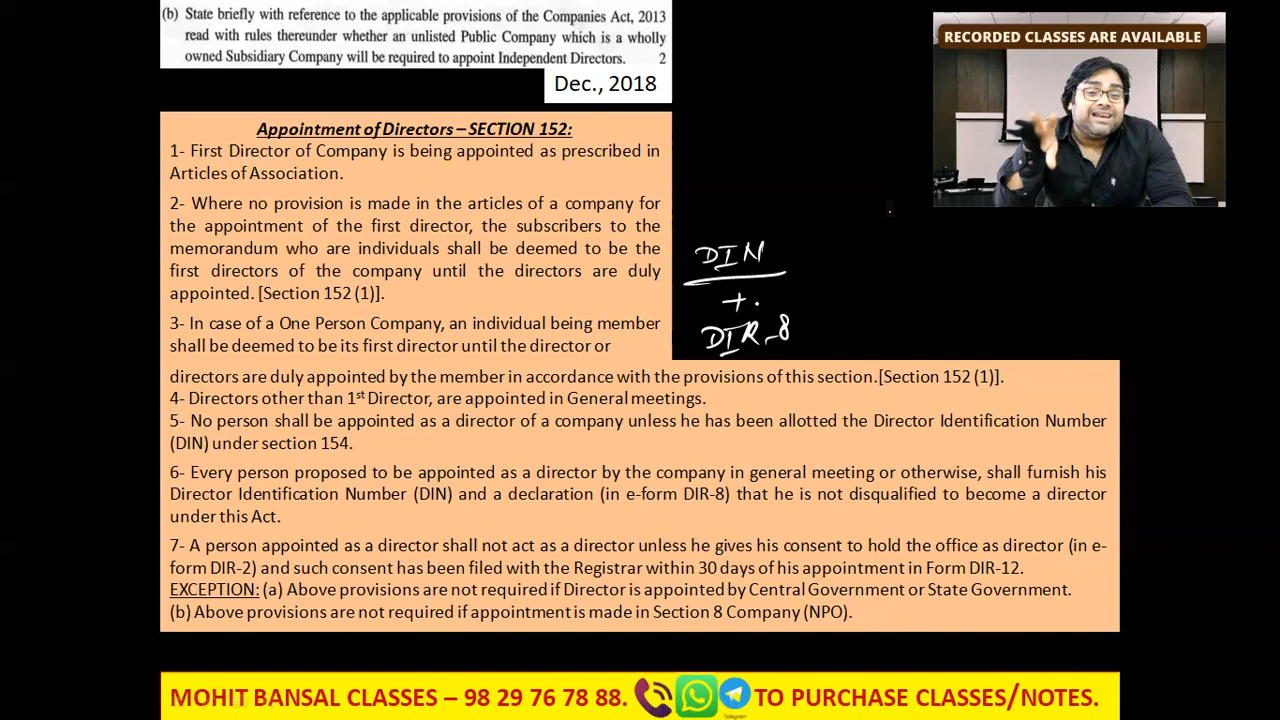 (b) State briefly with reference to the applicable provisions of the Companies Act, 2013
read with rules thereunder whether an unlisted Public Company which is a wholly
owned Subsidiary Company will be required to appoint Independent Directors. 2
Dec., 2018
RECORDED CLASSES ARE AVAILABLE
Appointment of Directors – SECTION 152:
1- First Director of Company is being appointed as prescribed in
Articles of Association.
2- Where no provision is made in the articles of a company for
the appointment of the first director, the subscribers to the
memorandum who are individuals shall be deemed to be the
first directors of the company until the directors are duly
appointed. [Section 152 (1)].
3- In case of a One Person Company, an individual being member
shall be deemed to be its first director until the director or
DIN
+
DIR-8
directors are duly appointed by the member in accordance with the provisions of this section.[Section 152 (1)].
4- Directors other than 1st Director, are appointed in General meetings.
5- No person shall be appointed as a director of a company unless he has been allotted the Director Identification Number
(DIN) under section 154.
6- Every person proposed to be appointed as a director by the company in general meeting or otherwise, shall furnish his
Director Identification Number (DIN) and a declaration (in e-form DIR-8) that he is not disqualified to become a director
under this Act.
7- A person appointed as a director shall not act as a director unless he gives his consent to hold the office as director (in e-
form DIR-2) and such consent has been filed with the Registrar within 30 days of his appointment in Form DIR-12.
EXCEPTION: (a) Above provisions are not required if Director is appointed by Central Government or State Government.
(b) Above provisions are not required if appointment is made in Section 8 Company (NPO).
MOHIT BANSAL CLASSES – 98 29 76 78 88. TO PURCHASE CLASSES/NOTES.
Telegram